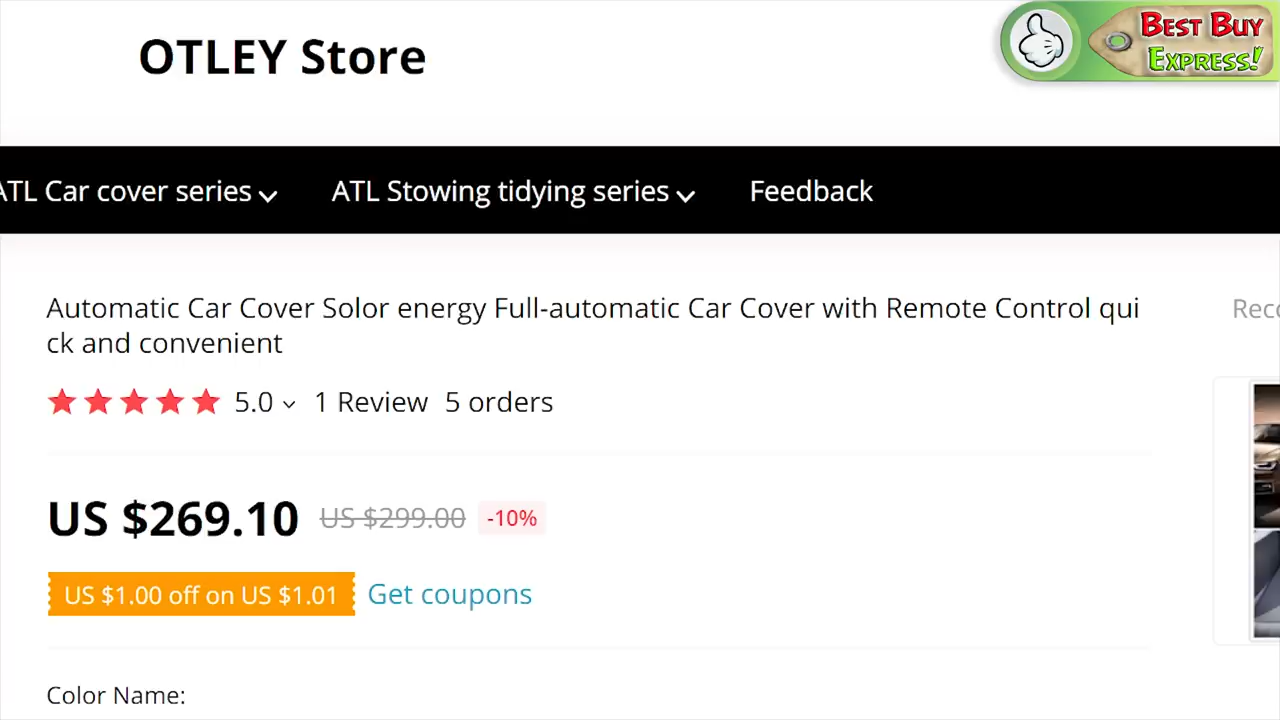 OTLEY Store
BEST BUY
EXPRESS!
ATL Car cover series
ATL Stowing tidying series
Feedback
Automatic Car Cover Solor energy Full-automatic Car Cover with Remote Control qui
ck and convenient
5.0
1 Review
5 orders
US $269.10
US $299.00
-10%
US $1.00 off on US $1.01
Get coupons
Color Name: